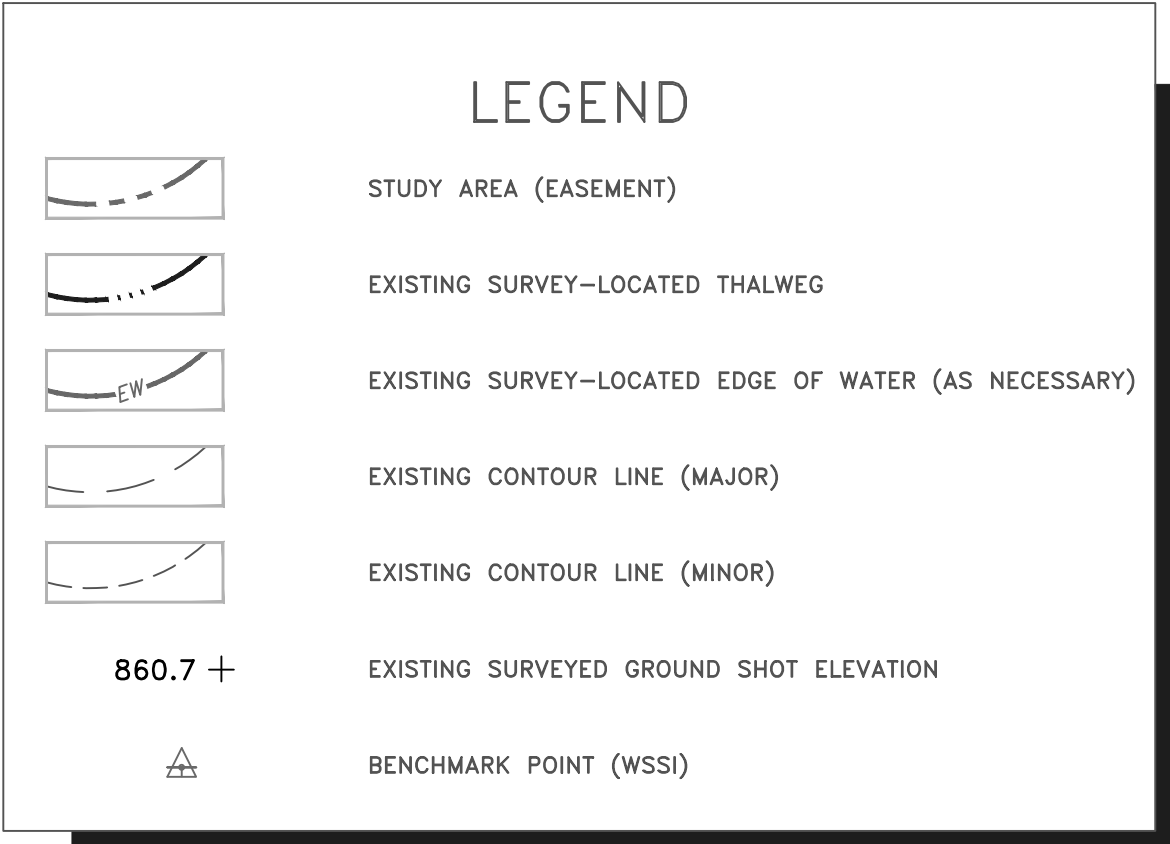 LEGEND
STUDY AREA (EASEMENT)
EXISTING SURVEY–LOCATED THALWEG
EW EXISTING SURVEY–LOCATED EDGE OF WATER (AS NECESSARY)
EXISTING CONTOUR LINE (MAJOR)
EXISTING CONTOUR LINE (MINOR)
860.7 EXISTING SURVEYED GROUND SHOT ELEVATION
BENCHMARK POINT (WSSI)